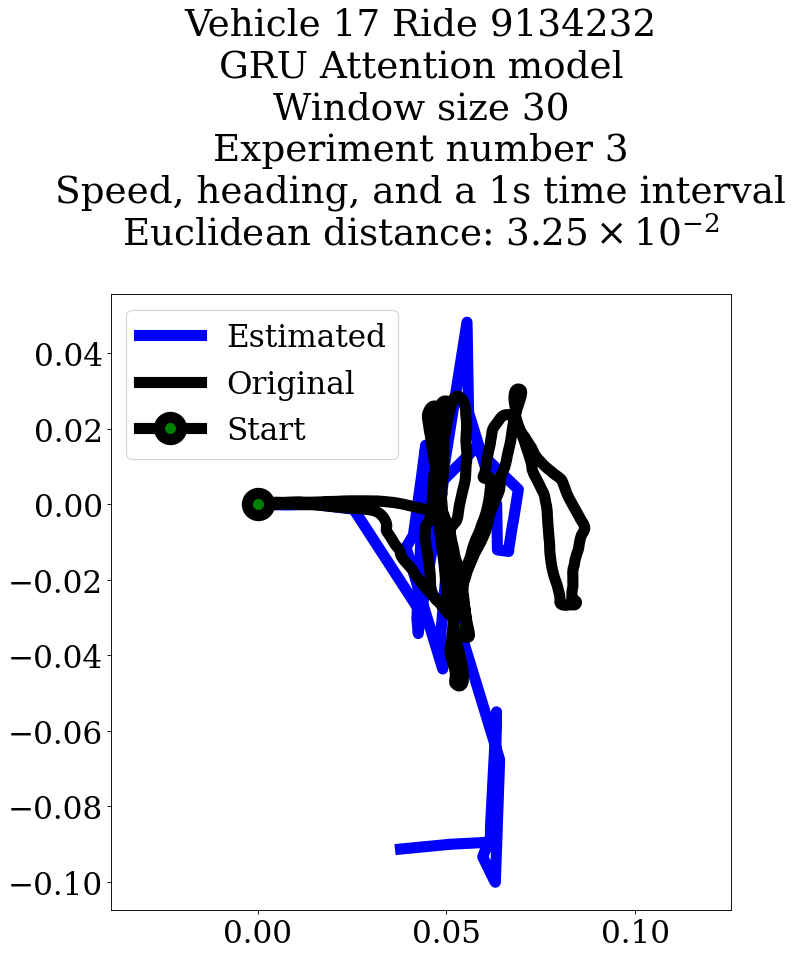 Vehicle 17 Ride 9134232
GRU Attention model
Window size 30
Experiment number 3
Speed, heading, and a 1s time interval
Euclidean distance: 3.25 × 10⁻²
Estimated
Original
Start
0.04
0.02
0.00
−0.02
−0.04
−0.06
−0.08
−0.10
0.00 0.05 0.10